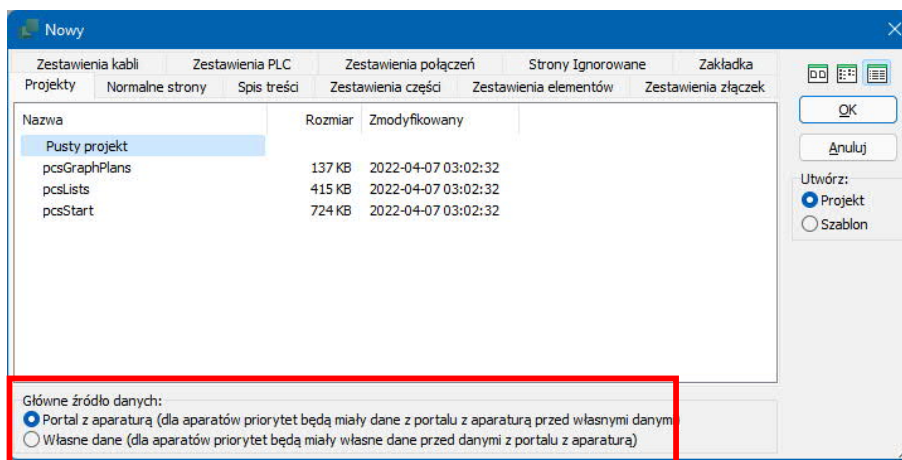 Nowy
Zestawienia kabli Zestawienia PLC Zestawienia połączeń Strony Ignorowane Zakładka
Projekty Normalne strony Spis treści Zestawienia części Zestawienia elementów Zestawienia złączek
Nazwa Rozmiar Zmodyfikowany
Pusty projekt
pcsGraphPlans 137 KB 2022-04-07 03:02:32
pcsLists 415 KB 2022-04-07 03:02:32
pcsStart 724 KB 2022-04-07 03:02:32
OK
Anuluj
Utwórz:
Projekt
Szablon
Główne źródło danych:
Portal z aparaturą (dla aparatów priorytet będą miały dane z portalu z aparaturą przed własnymi danymi)
Własne dane (dla aparatów priorytet będą miały własne dane przed danymi z portalu z aparaturą)